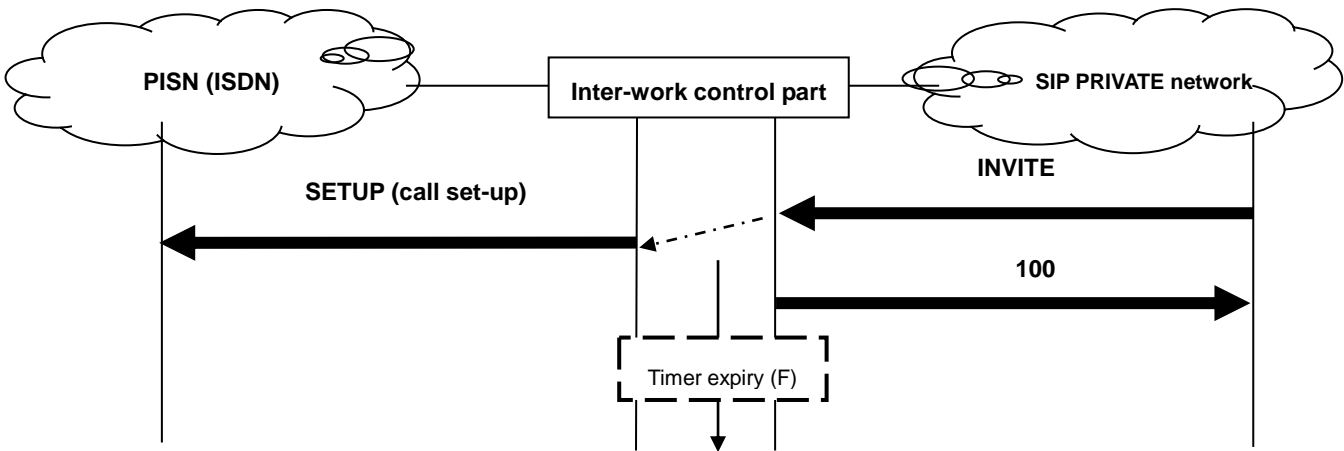 PISN (ISDN)
Inter-work control part
SIP PRIVATE network
INVITE
SETUP (call set-up)
100
Timer expiry (F)